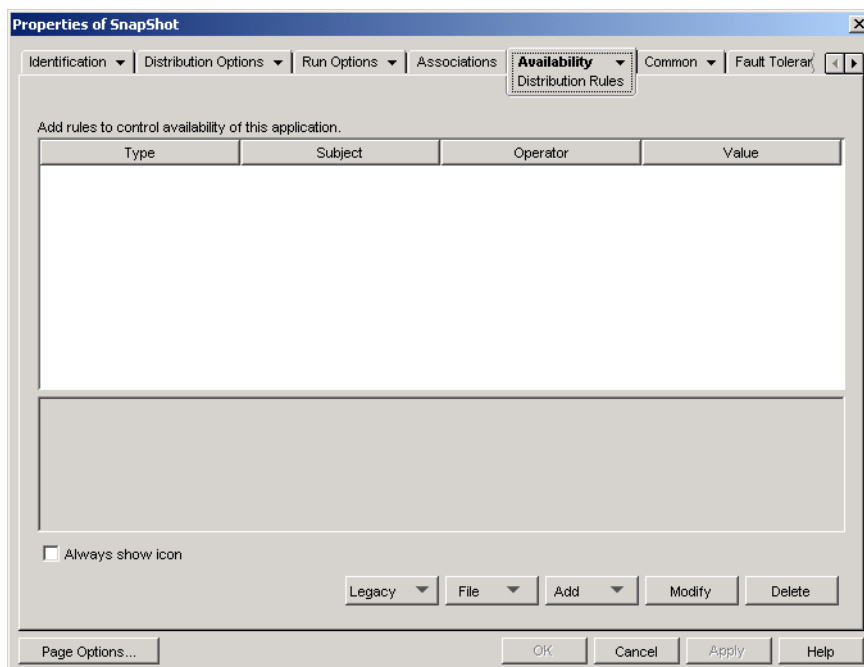 Properties of SnapShot
Identification Distribution Options Run Options Associations Availability Common Fault Toleran
Distribution Rules
Add rules to control availability of this application.
Type Subject Operator Value
Always show icon
Legacy File Add Modify Delete
Page Options... OK Cancel Apply Help